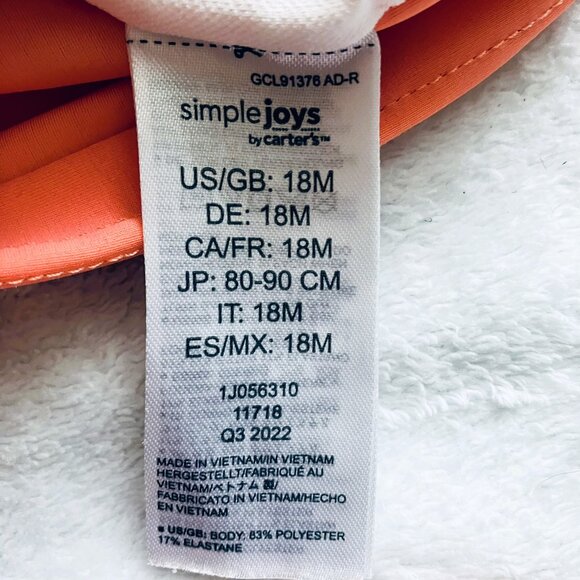 GCL91376 AD-R
simple joys
by carter's™
US/GB: 18M
DE: 18M
CA/FR: 18M
JP: 80-90 CM
IT: 18M
ES/MX: 18M
1J056310
11718
Q3 2022
MADE IN VIETNAM/IN VIETNAM
HERGESTELLT/FABRIQUÉ AU
VIETNAM/ベトナム 製/
FABBRICATO IN VIETNAM/HECHO
EN VIETNAM
■ US/GB: BODY: 83% POLYESTER
17% ELASTANE